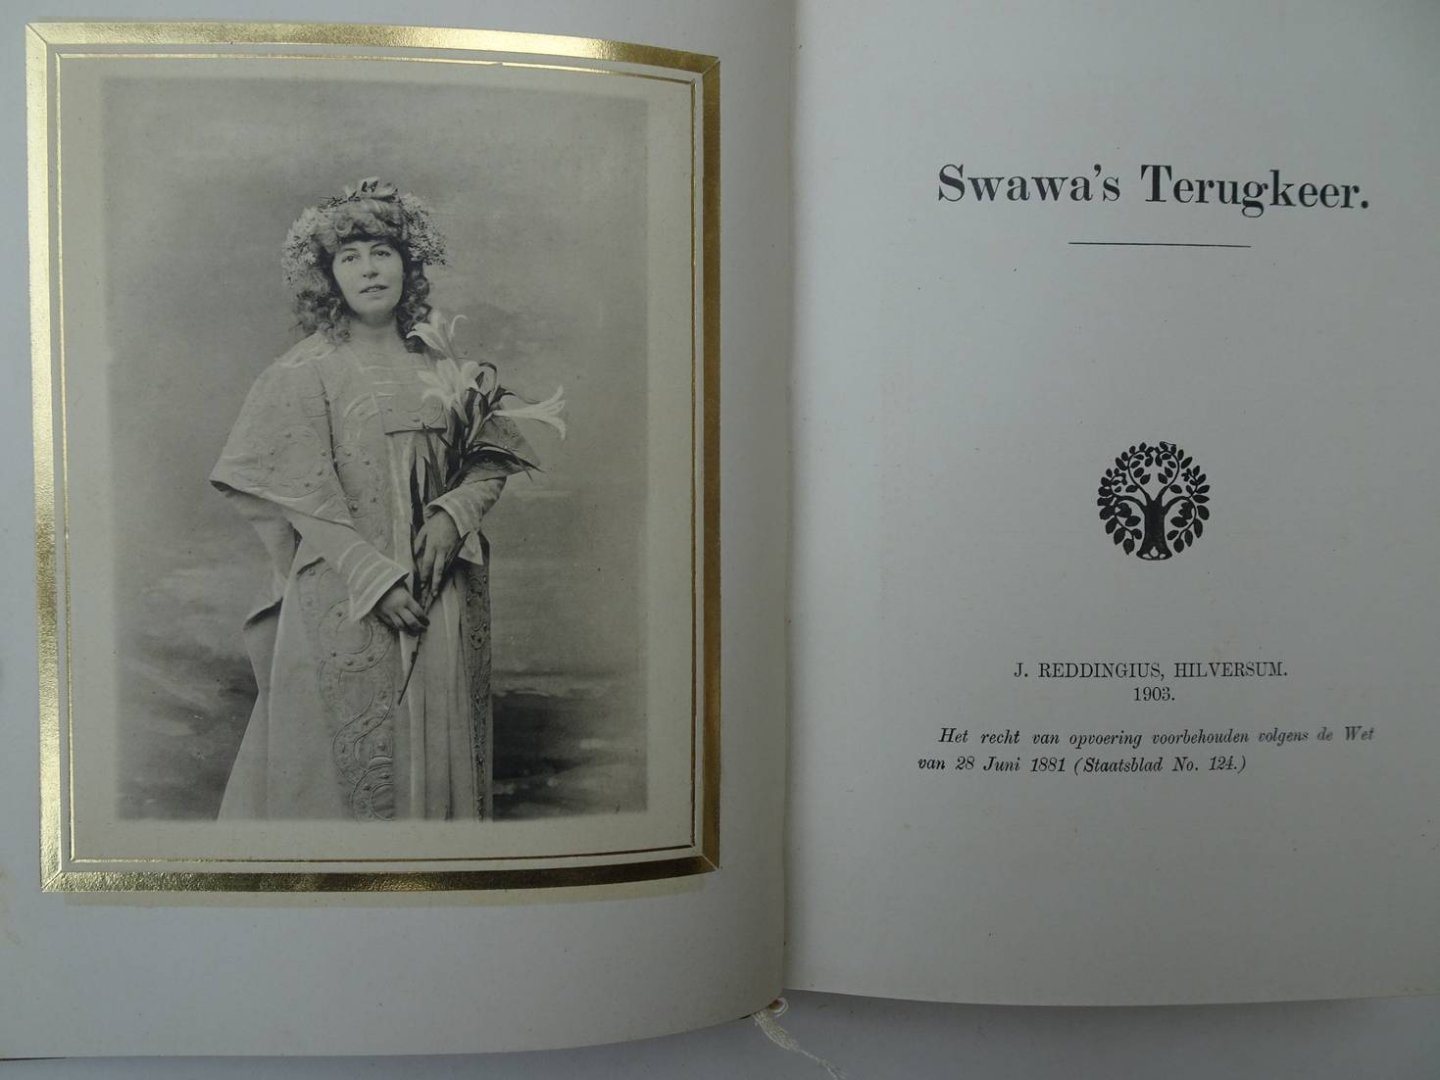 Swawa's Terugkeer.
J. REDDINGIUS, HILVERSUM.
1903.
Het recht van opvoering voorbehouden volgens de Wet
van 28 Juni 1881 (Staatsblad No. 124.)